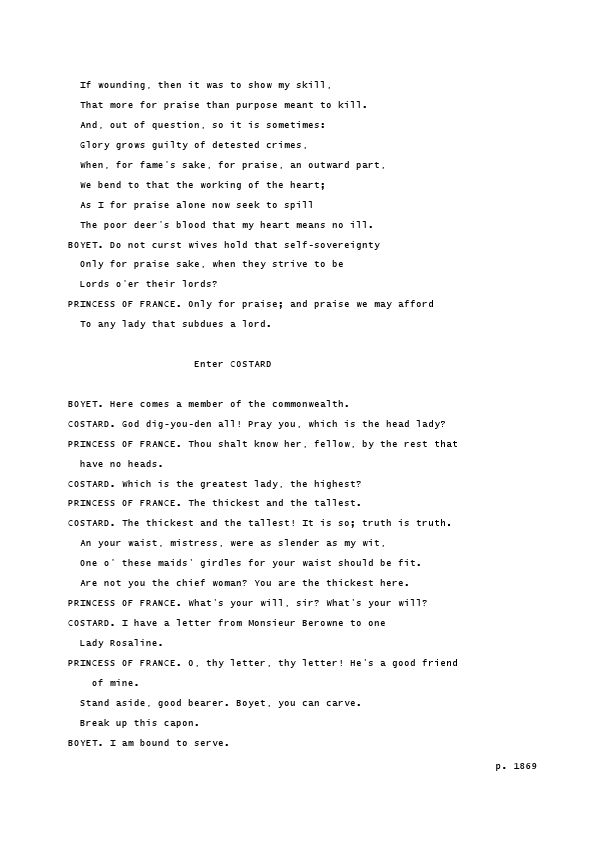 If wounding, then it was to show my skill,
That more for praise than purpose meant to kill.
And, out of question, so it is sometimes:
Glory grows guilty of detested crimes,
When, for fame's sake, for praise, an outward part,
We bend to that the working of the heart;
As I for praise alone now seek to spill
The poor deer's blood that my heart means no ill.
BOYET. Do not curst wives hold that self-sovereignty
Only for praise sake, when they strive to be
Lords o'er their lords?
PRINCESS OF FRANCE. Only for praise; and praise we may afford
To any lady that subdues a lord.
Enter COSTARD
BOYET. Here comes a member of the commonwealth.
COSTARD. God dig-you-den all! Pray you, which is the head lady?
PRINCESS OF FRANCE. Thou shalt know her, fellow, by the rest that
have no heads.
COSTARD. Which is the greatest lady, the highest?
PRINCESS OF FRANCE. The thickest and the tallest.
COSTARD. The thickest and the tallest! It is so; truth is truth.
An your waist, mistress, were as slender as my wit,
One o' these maids' girdles for your waist should be fit.
Are not you the chief woman? You are the thickest here.
PRINCESS OF FRANCE. What's your will, sir? What's your will?
COSTARD. I have a letter from Monsieur Berowne to one
Lady Rosaline.
PRINCESS OF FRANCE. O, thy letter, thy letter! He's a good friend
of mine.
Stand aside, good bearer. Boyet, you can carve.
Break up this capon.
BOYET. I am bound to serve.
p. 1869